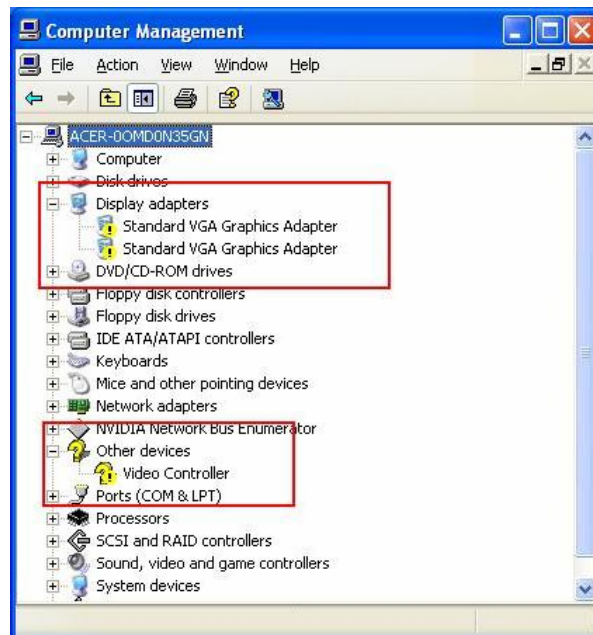 Computer Management
File Action View Window Help
ACER-0OMD0N35GN
Computer
Disk drives
Display adapters
Standard VGA Graphics Adapter
Standard VGA Graphics Adapter
DVD/CD-ROM drives
Floppy disk controllers
Floppy disk drives
IDE ATA/ATAPI controllers
Keyboards
Mice and other pointing devices
Network adapters
NVIDIA Network Bus Enumerator
Other devices
Video Controller
Ports (COM & LPT)
Processors
SCSI and RAID controllers
Sound, video and game controllers
System devices